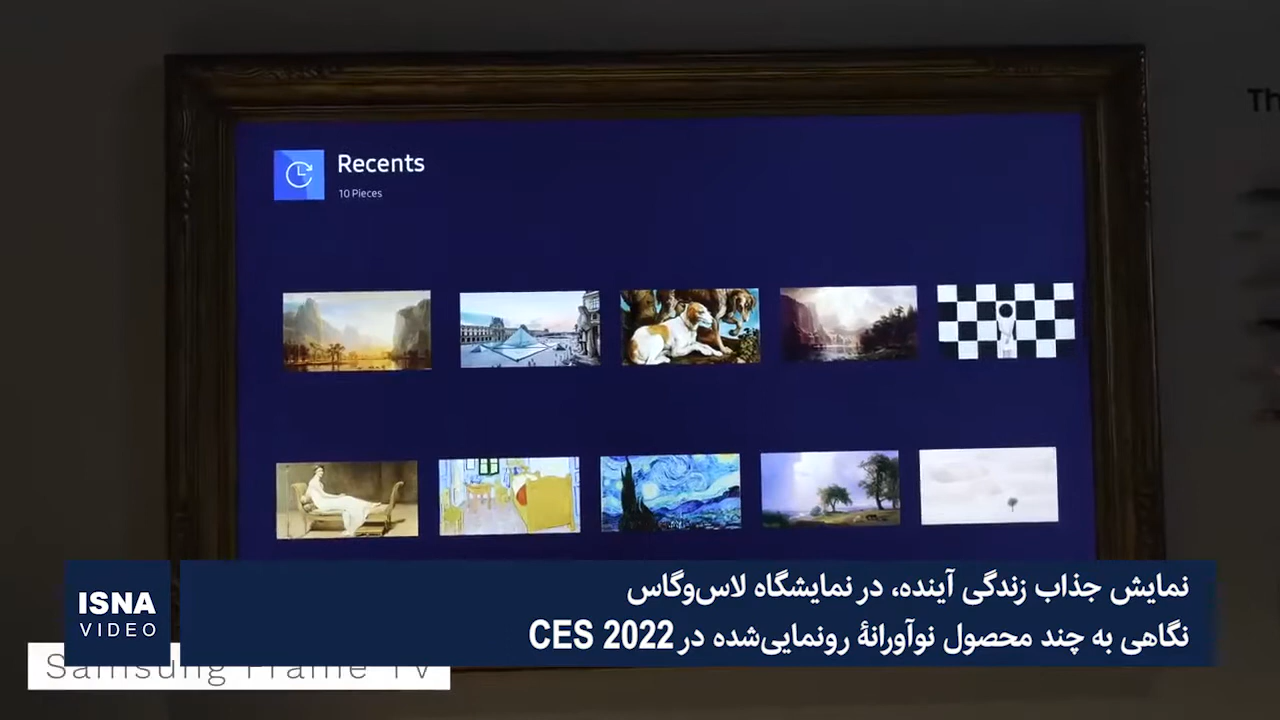 Th
Recents
10 Pieces
نمایش جذاب زندگی آینده، در نمایشگاه لاس‌وگاس
نگاهی به چند محصول نوآورانهٔ رونمایی‌شده در CES 2022
ISNA
VIDEO
Samsung Frame TV